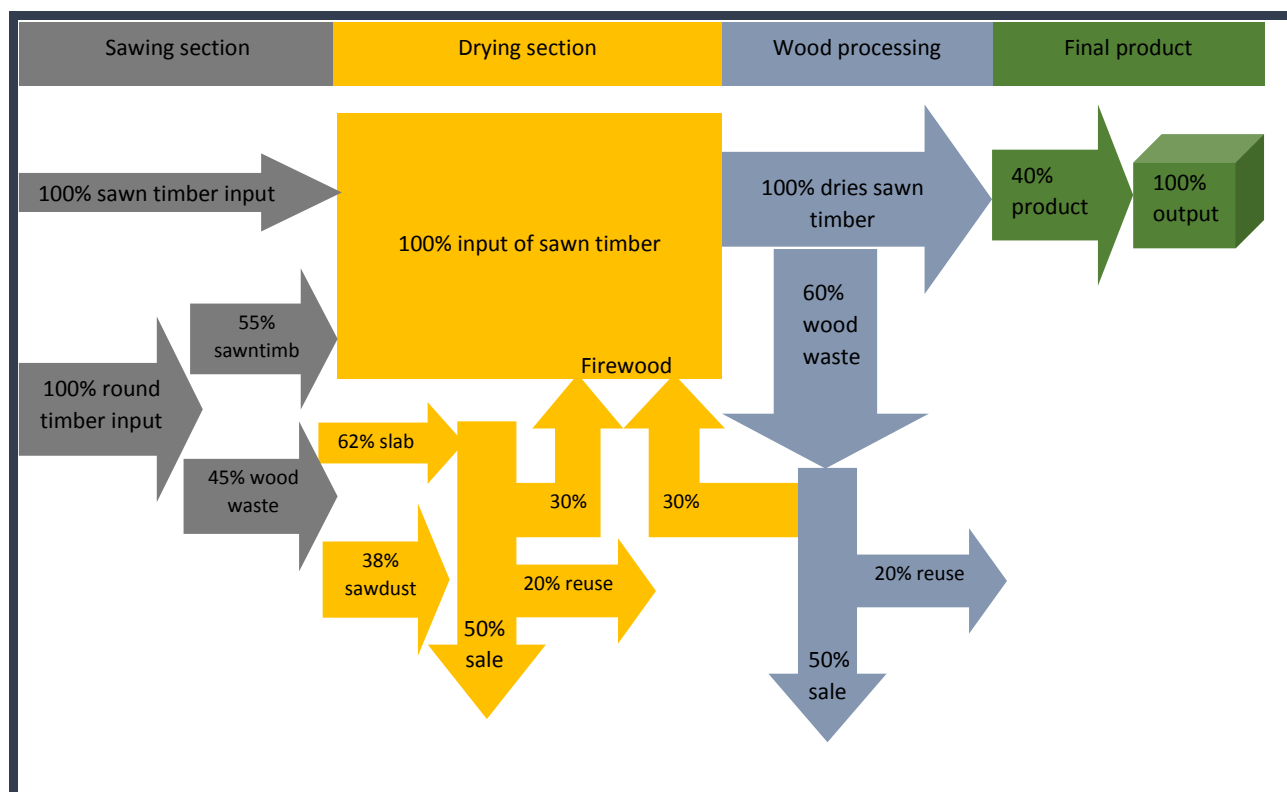 Sawing section
Drying section
Wood processing
Final product
100% sawn timber input
100% input of sawn timber
100% dries sawn
timber
40%
product
100%
output
55%
sawntimb
60%
wood
waste
Firewood
100% round
timber input
62% slab
45% wood
waste
30%
30%
38%
sawdust
20% reuse
20% reuse
50%
sale
50%
sale